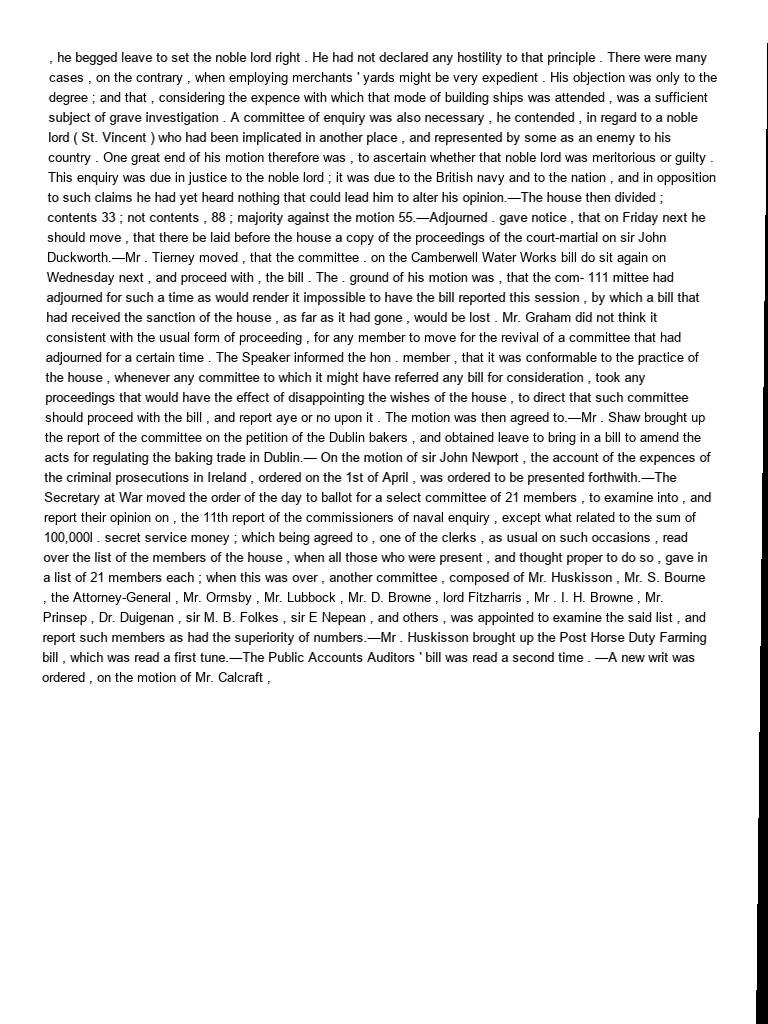 , he begged leave to set the noble lord right . He had not declared any hostility to that principle . There were many
cases , on the contrary , when employing merchants ' yards might be very expedient . His objection was only to the
degree ; and that , considering the expence with which that mode of building ships was attended , was a sufficient
subject of grave investigation . A committee of enquiry was also necessary , he contended , in regard to a noble
lord ( St. Vincent ) who had been implicated in another place , and represented by some as an enemy to his
country . One great end of his motion therefore was , to ascertain whether that noble lord was meritorious or guilty .
This enquiry was due in justice to the noble lord ; it was due to the British navy and to the nation , and in opposition
to such claims he had yet heard nothing that could lead him to alter his opinion.—The house then divided ;
contents 33 ; not contents , 88 ; majority against the motion 55.—Adjourned . gave notice , that on Friday next he
should move , that there be laid before the house a copy of the proceedings of the court-martial on sir John
Duckworth.—Mr . Tierney moved , that the committee . on the Camberwell Water Works bill do sit again on
Wednesday next , and proceed with , the bill . The . ground of his motion was , that the com- 111 mittee had
adjourned for such a time as would render it impossible to have the bill reported this session , by which a bill that
had received the sanction of the house , as far as it had gone , would be lost . Mr. Graham did not think it
consistent with the usual form of proceeding , for any member to move for the revival of a committee that had
adjourned for a certain time . The Speaker informed the hon . member , that it was conformable to the practice of
the house , whenever any committee to which it might have referred any bill for consideration , took any
proceedings that would have the effect of disappointing the wishes of the house , to direct that such committee
should proceed with the bill , and report aye or no upon it . The motion was then agreed to.—Mr . Shaw brought up
the report of the committee on the petition of the Dublin bakers , and obtained leave to bring in a bill to amend the
acts for regulating the baking trade in Dublin.— On the motion of sir John Newport , the account of the expences of
the criminal prosecutions in Ireland , ordered on the 1st of April , was ordered to be presented forthwith.—The
Secretary at War moved the order of the day to ballot for a select committee of 21 members , to examine into , and
report their opinion on , the 11th report of the commissioners of naval enquiry , except what related to the sum of
100,000l . secret service money ; which being agreed to , one of the clerks , as usual on such occasions , read
over the list of the members of the house , when all those who were present , and thought proper to do so , gave in
a list of 21 members each ; when this was over , another committee , composed of Mr. Huskisson , Mr. S. Bourne
, the Attorney-General , Mr. Ormsby , Mr. Lubbock , Mr. D. Browne , lord Fitzharris , Mr . I. H. Browne , Mr.
Prinsep , Dr. Duigenan , sir M. B. Folkes , sir E Nepean , and others , was appointed to examine the said list , and
report such members as had the superiority of numbers.—Mr . Huskisson brought up the Post Horse Duty Farming
bill , which was read a first tune.—The Public Accounts Auditors ' bill was read a second time . —A new writ was
ordered , on the motion of Mr. Calcraft ,